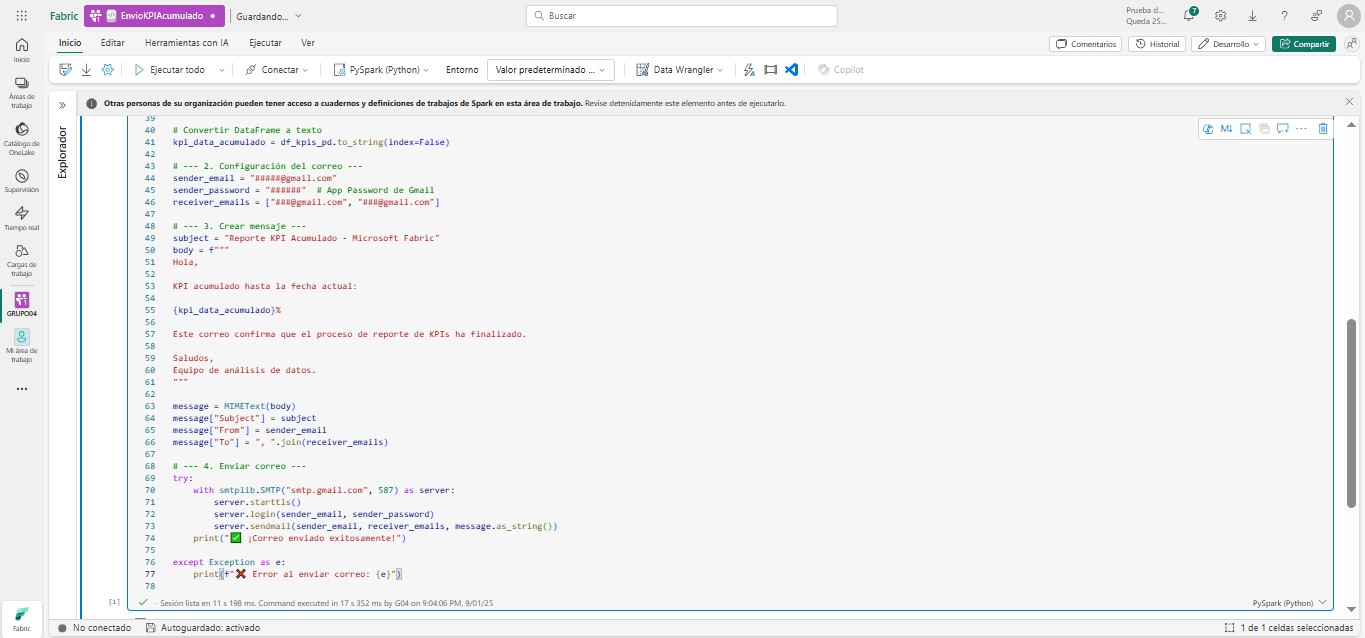 Fabric
EnvioKPIAcumulado
Guardando...
Buscar
Prueba d...
Queda 25...
7
Inicio
Editar
Herramientas con IA
Ejecutar
Ver
Comentarios
Historial
Desarrollo
Compartir
Ejecutar todo
Conectar
PySpark (Python)
Entorno
Valor predeterminado ...
Data Wrangler
Copilot
Inicio
Áreas de
trabajo
Catálogo de
OneLake
Supervisión
Tiempo real
Cargas de
trabajo
GRUPO04
Mi área de
trabajo
Fabric
Explorador
Otras personas de su organización pueden tener acceso a cuadernos y definiciones de trabajos de Spark en esta área de trabajo. Revise detenidamente este elemento antes de ejecutarlo.
M↓
39
40 # Convertir DataFrame a texto
41 kpi_data_acumulado = df_kpis_pd.to_string(index=False)
42
43 # --- 2. Configuración del correo ---
44 sender_email = "#####@gmail.com"
45 sender_password = "######"  # App Password de Gmail
46 receiver_emails = ["###@gmail.com", "###@gmail.com"]
47
48 # --- 3. Crear mensaje ---
49 subject = "Reporte KPI Acumulado - Microsoft Fabric"
50 body = f"""
51 Hola,
52
53 KPI acumulado hasta la fecha actual:
54
55 {kpi_data_acumulado}%
56
57 Este correo confirma que el proceso de reporte de KPIs ha finalizado.
58
59 Saludos,
60 Equipo de análisis de datos.
61 """
62
63 message = MIMEText(body)
64 message["Subject"] = subject
65 message["From"] = sender_email
66 message["To"] = ", ".join(receiver_emails)
67
68 # --- 4. Enviar correo ---
69 try:
70     with smtplib.SMTP("smtp.gmail.com", 587) as server:
71         server.starttls()
72         server.login(sender_email, sender_password)
73         server.sendmail(sender_email, receiver_emails, message.as_string())
74     print("✅ ¡Correo enviado exitosamente!")
75
76 except Exception as e:
77     print(f"❌ Error al enviar correo: {e}")
78
[1]
- Sesión lista en 11 s 198 ms. Command executed in 17 s 352 ms by G04 on 9:04:06 PM, 9/01/25
PySpark (Python)
No conectado
Autoguardado: activado
1 de 1 celdas seleccionadas